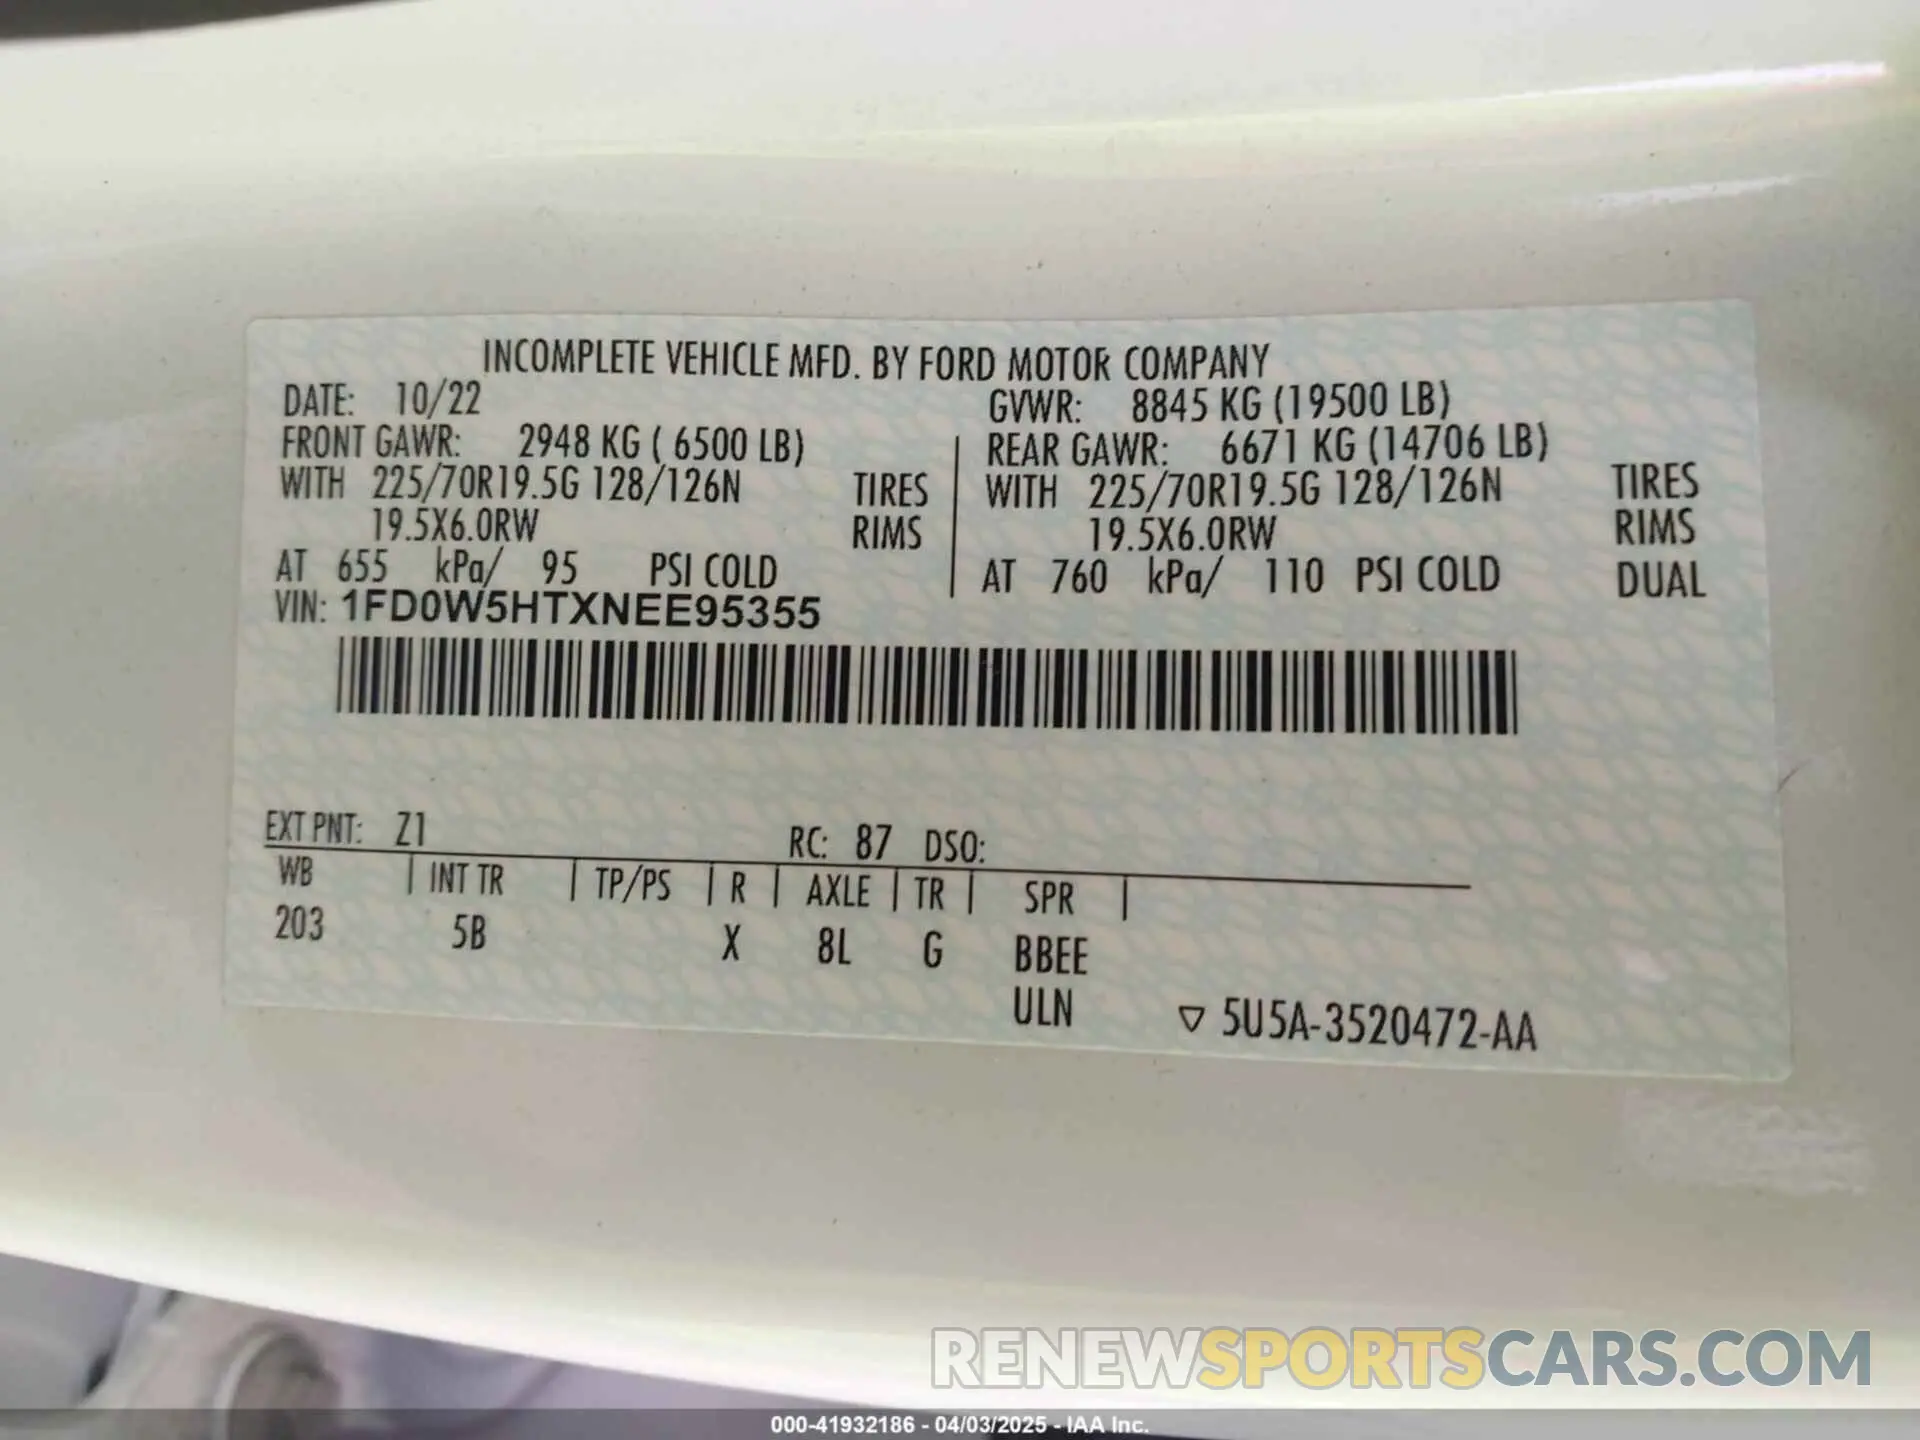 INCOMPLETE VEHICLE MFD. BY FORD MOTOR COMPANY
DATE: 10/22 GVWR: 8845 KG (19500 LB)
FRONT GAWR: 2948 KG ( 6500 LB) REAR GAWR: 6671 KG (14706 LB)
WITH 225/70R19.5G 128/126N TIRES WITH 225/70R19.5G 128/126N TIRES
19.5X6.0RW RIMS 19.5X6.0RW RIMS
AT 655 kPa/ 95 PSI COLD AT 760 kPa/ 110 PSI COLD DUAL
VIN: 1FD0W5HTXNEE95355
EXT PNT: Z1 RC: 87 DSO:
WB | INT TR | TP/PS | R | AXLE | TR | SPR |
203 5B X 8L G BBEE
ULN ▽ 5U5A-3520472-AA
RENEWSPORTSCARS.COM
000-41932186 - 04/03/2025 - IAA Inc.